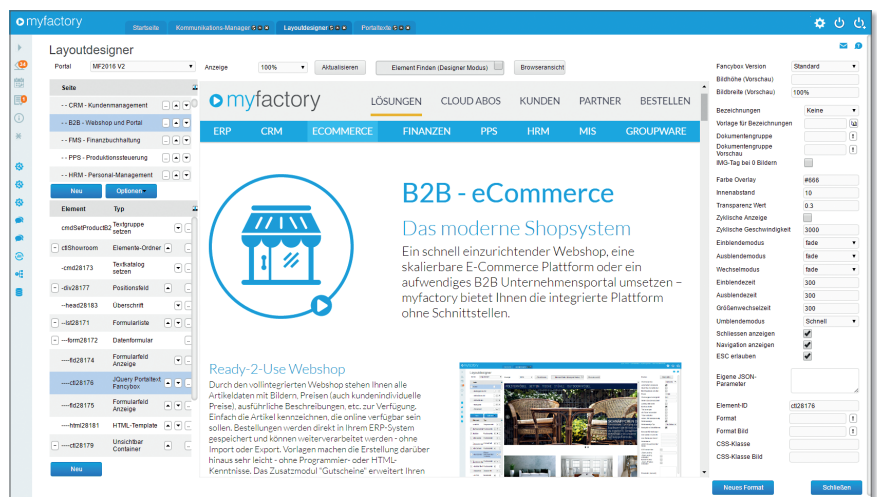 myfactory
Startseite
Kommunikations-Manager
Layoutdesigner
Portaltexte
Layoutdesigner
Portal MF2016 V2
Anzeige 100% Aktualisieren Element Finden (Designer Modus) Browseransicht
Seite
- - CRM - Kundenmanagement
- - B2B - Webshop und Portal
- - FMS - Finanzbuchhaltung
- - PPS - Produktionssteuerung
- - HRM - Personal-Management
Neu Optionen
Element Typ
cmdSetProductB2 Textgruppe setzen
ctlShowroom Elemente-Ordner
-cmd28173 Textkatalog setzen
-div28177 Positionsfeld
--head28183 Überschrift
--lst28171 Formularliste
---form28172 Datenformular
----fld28174 Formularfeld Anzeige
----ctl28176 JQuery Portaltext Fancybox
----fld28175 Formularfeld Anzeige
----html28181 HTML-Template
----ctl28179 Unsichtbar Container
Neu
myfactory
LÖSUNGEN CLOUD ABOS KUNDEN PARTNER BESTELLEN
ERP CRM ECOMMERCE FINANZEN PPS HRM MIS GROUPWARE
B2B - eCommerce
Das moderne Shopsystem
Ein schnell einzurichtender Webshop, eine
skalierbare E-Commerce Plattform oder ein
aufwendiges B2B Unternehmensportal umsetzen –
myfactory bietet Ihnen die integrierte Plattform
ohne Schnittstellen.
Ready-2-Use Webshop
Durch den vollintegrierten Webshop stehen Ihnen alle
Artikeldaten mit Bildern, Preisen (auch kundenindividuelle
Preise), ausführliche Beschreibungen, etc. zur Verfügung.
Einfach die Artikel kennzeichnen, die online verfügbar sein
sollen. Bestellungen werden direkt in Ihrem ERP-System
gespeichert und können weiterverarbeitet werden - ohne
Import oder Export. Vorlagen machen die Erstellung darüber
hinaus sehr leicht - ohne Programmier- oder HTML-
Kenntnisse. Das Zusatzmodul "Gutscheine" erweitert Ihren
Fancybox Version Standard
Bildhöhe (Vorschau)
Bildbreite (Vorschau) 100%
Bezeichnungen Keine
Vorlage für Bezeichnungen
Dokumentengruppe
Dokumentengruppe
Vorschau
IMG-Tag bei 0 Bildern
Farbe Overlay #666
Innenabstand 10
Transparenz Wert 0.3
Zyklische Anzeige
Zyklische Geschwindigkeit 3000
Einblendemodus fade
Ausblendemodus fade
Wechselmodus fade
Einblendezeit 300
Ausblendezeit 300
Größenwechselzeit 300
Umblendemodus Schnell
Schliessen anzeigen
Navigation anzeigen
ESC erlauben
Eigene JSON-
Parameter
Element-ID ctl28176
Format
Format Bild
CSS-Klasse
CSS-Klasse Bild
Neues Format Schließen